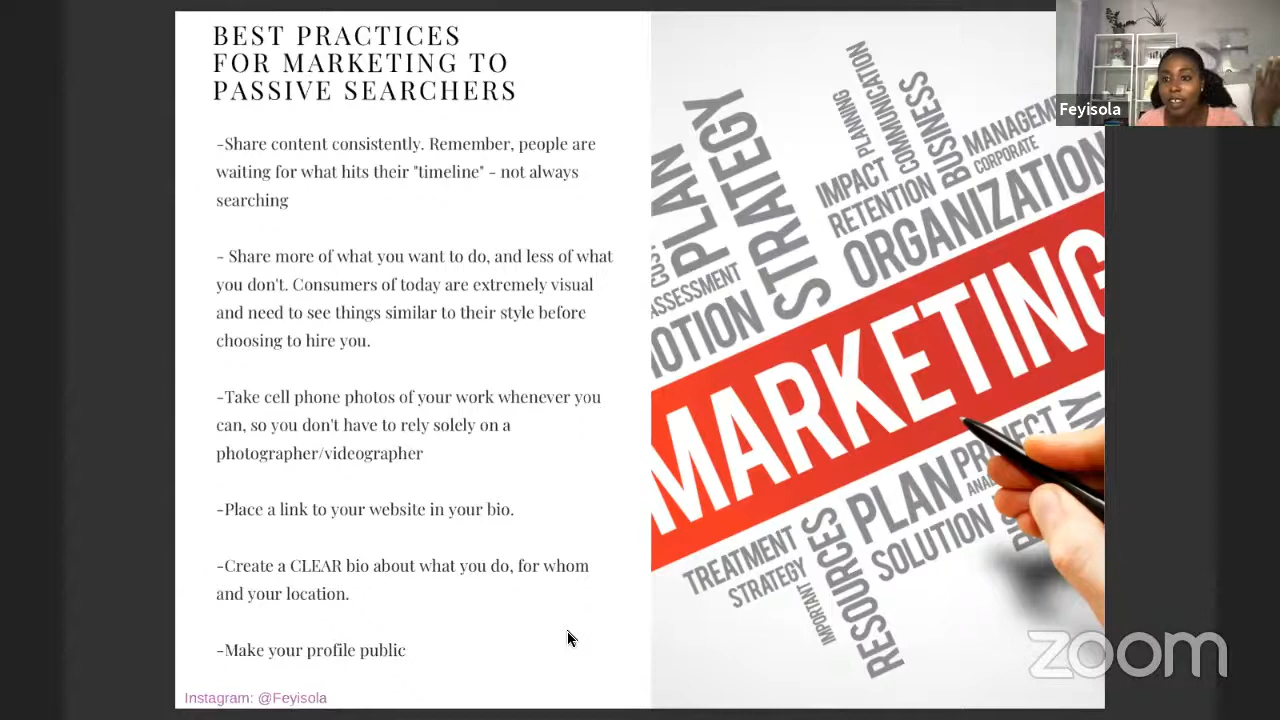 BEST PRACTICES
FOR MARKETING TO
PASSIVE SEARCHERS
-Share content consistently. Remember, people are
waiting for what hits their "timeline" - not always
searching
- Share more of what you want to do, and less of what
you don't. Consumers of today are extremely visual
and need to see things similar to their style before
choosing to hire you.
-Take cell phone photos of your work whenever you
can, so you don't have to rely solely on a
photographer/videographer
-Place a link to your website in your bio.
-Create a CLEAR bio about what you do, for whom
and your location.
-Make your profile public
Instagram: @Feyisola
PLAN
STRATEGY
COST
ASSESSMENT
OTION
PLANNING
COMMUNICATION
IMPACT
RETENTION
COMMUNICATION
BUSINESS
MANAGEM
CORPORATE
ORGANIZATION
MARKETING
TREATMENT
STRATEGY
IMPORTANT
RESOURCES
PLAN
SOLUTION
PR
JECT
ANA
Feyisola
zoom